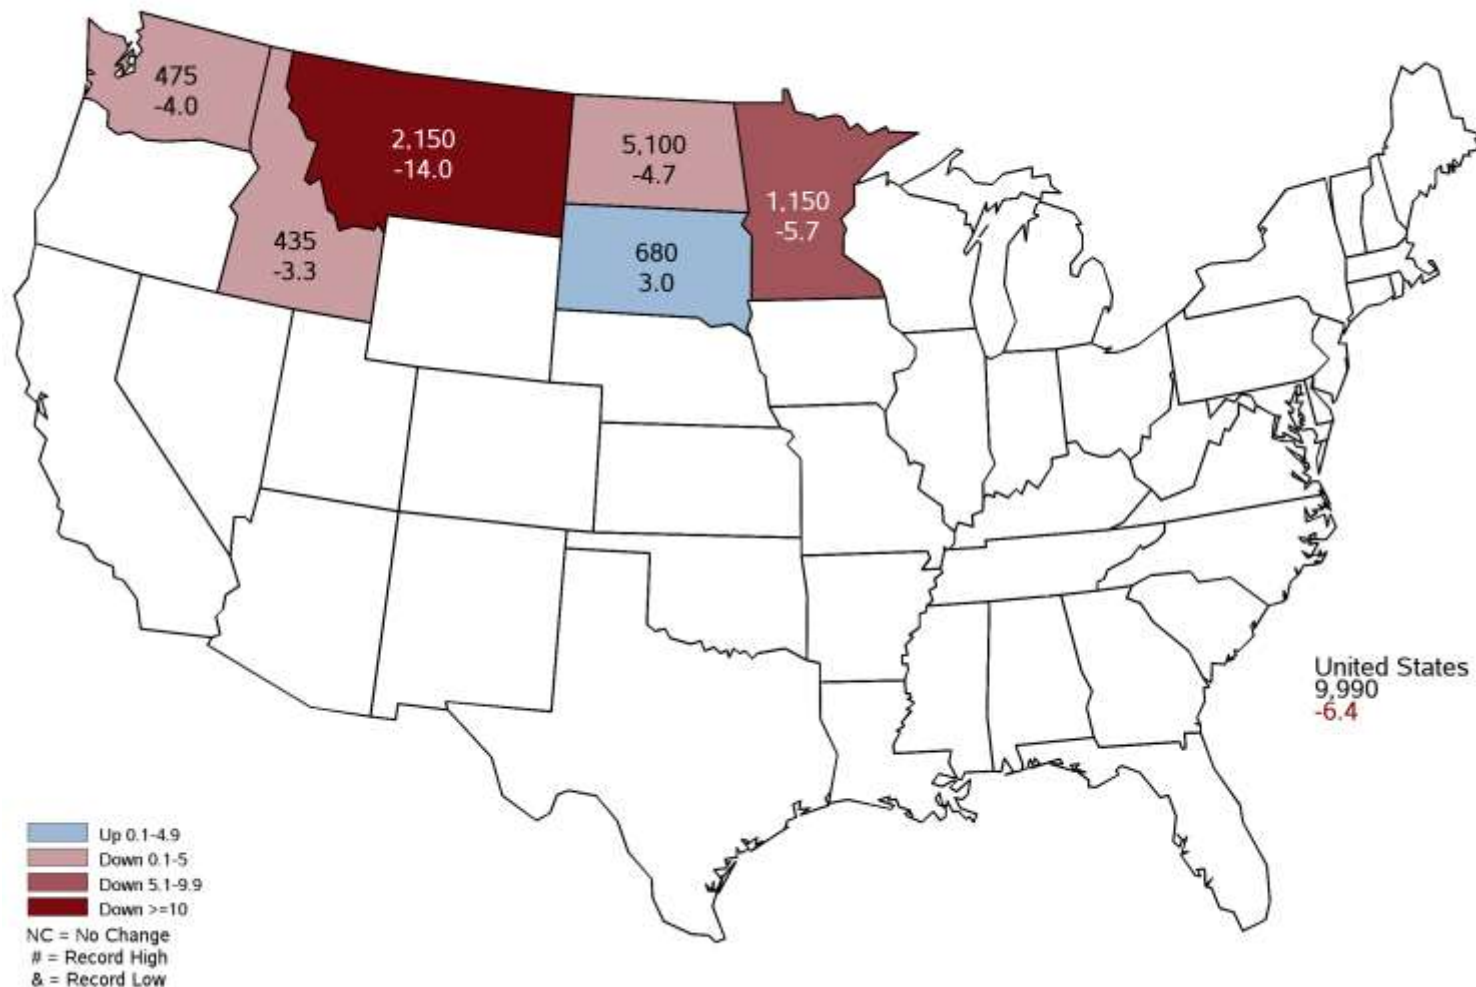 475
-4.0
2,150
-14.0
5,100
-4.7
1,150
-5.7
435
-3.3
680
3.0
United States
9,990
-6.4
Up 0.1-4.9
Down 0.1-5
Down 5.1-9.9
Down >=10
NC = No Change
# = Record High
& = Record Low